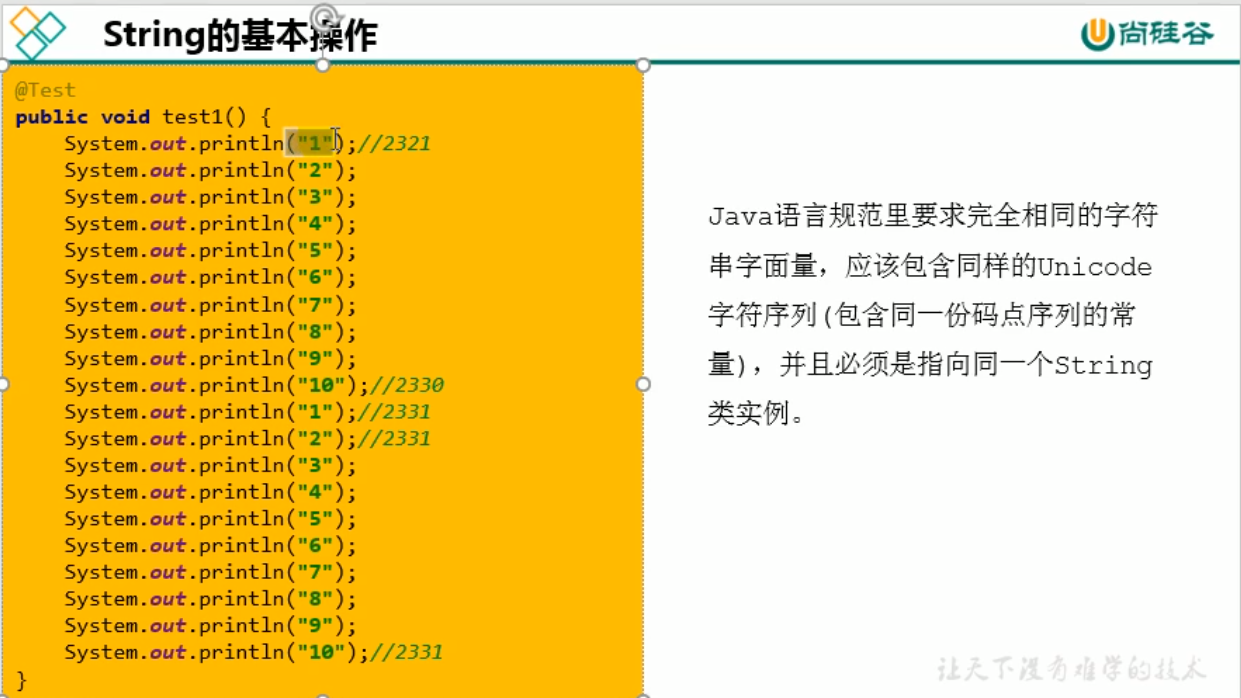 String的基本操作
尚硅谷
@Test
public void test1() {
System.out.println("1");//2321
System.out.println("2");
System.out.println("3");
System.out.println("4");
System.out.println("5");
System.out.println("6");
System.out.println("7");
System.out.println("8");
System.out.println("9");
System.out.println("10");//2330
System.out.println("1");//2331
System.out.println("2");//2331
System.out.println("3");
System.out.println("4");
System.out.println("5");
System.out.println("6");
System.out.println("7");
System.out.println("8");
System.out.println("9");
System.out.println("10");//2331
}
Java语言规范里要求完全相同的字符
串字面量，应该包含同样的Unicode
字符序列(包含同一份码点序列的常
量)，并且必须是指向同一个String
类实例。
让天下没有难学的技术